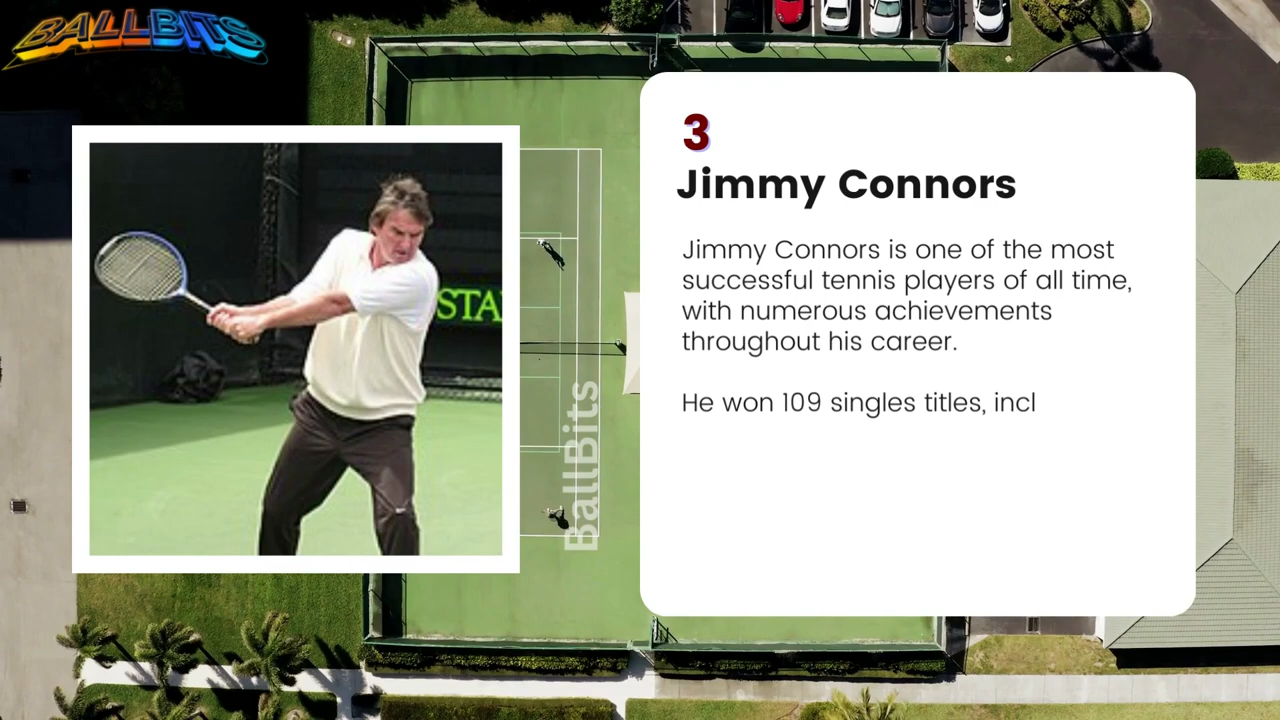 BALLBITS
STA
BallBits
3
Jimmy Connors
Jimmy Connors is one of the most
successful tennis players of all time,
with numerous achievements
throughout his career.
He won 109 singles titles, incl